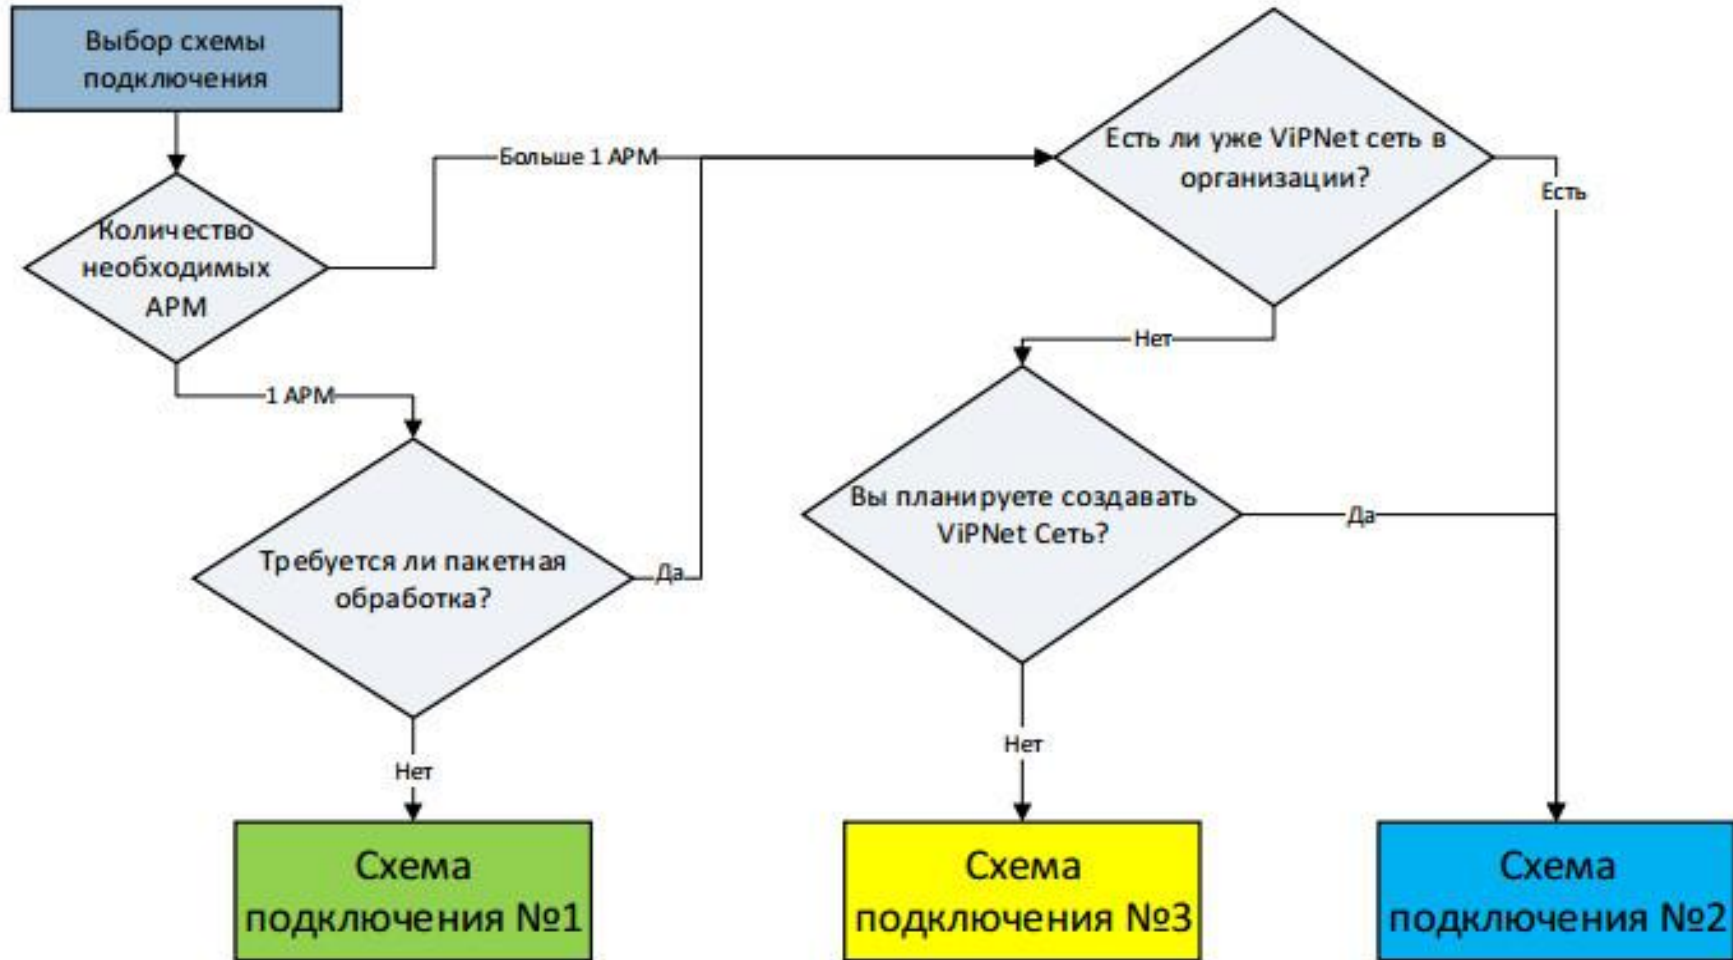 Выбор схемы
подключения
Количество
необходимых
АРМ
Больше 1 АРМ
Есть ли уже ViPNet сеть в
организации?
Есть
Нет
1 АРМ
Вы планируете создавать
ViPNet Сеть?
Да
Требуется ли пакетная
обработка?
Да
Нет
Нет
Схема
подключения №1
Схема
подключения №3
Схема
подключения №2